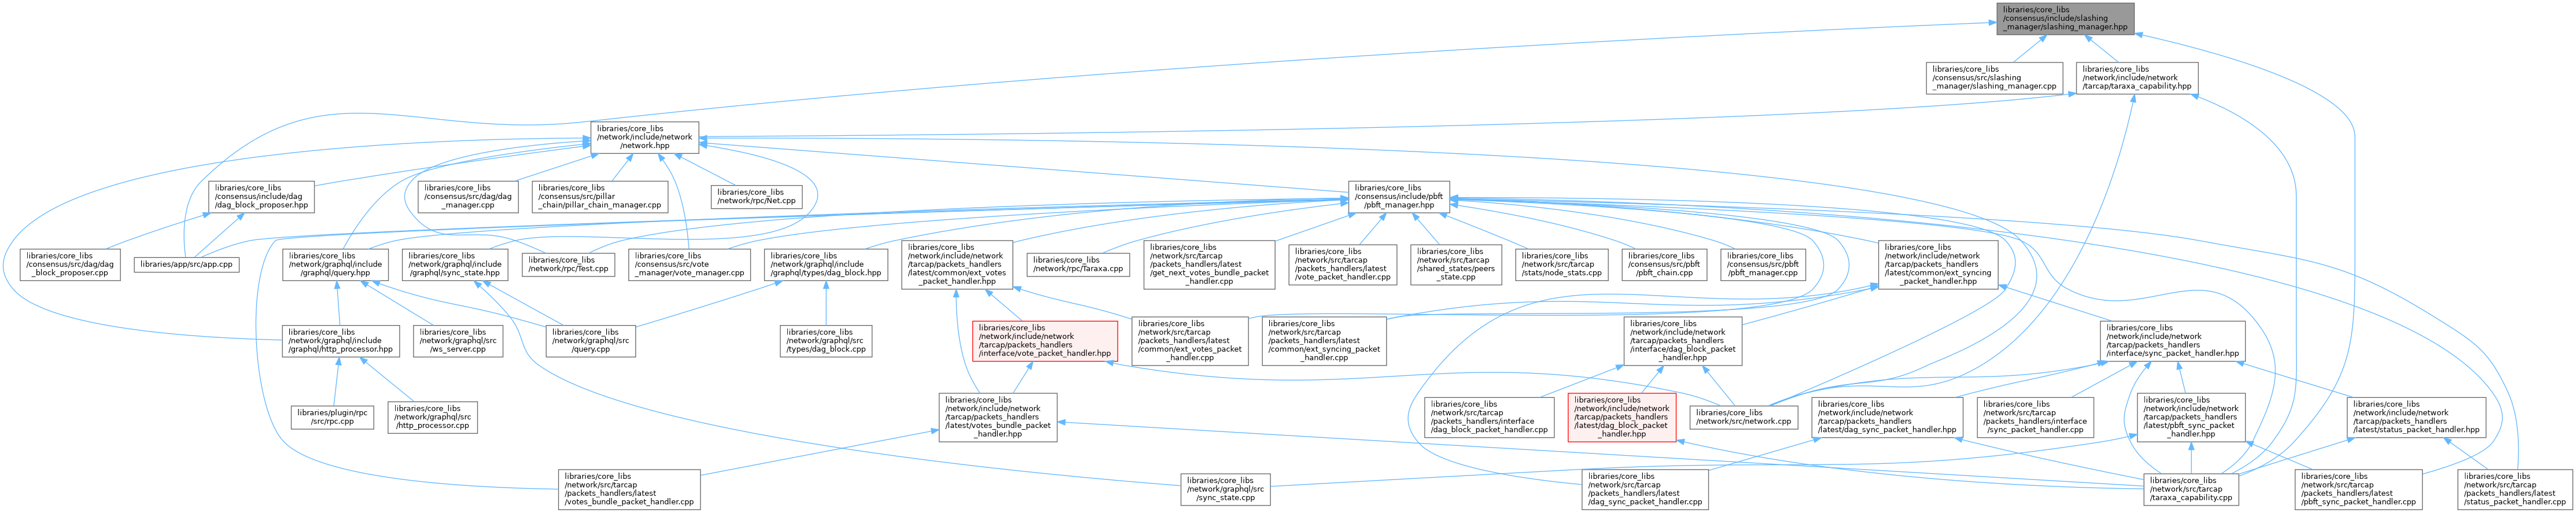 libraries/core_libs
/consensus/include/slashing
_manager/slashing_manager.hpp
libraries/core_libs
/consensus/src/slashing
_manager/slashing_manager.cpp
libraries/core_libs
/network/include/network
/tarcap/taraxa_capability.hpp
libraries/core_libs
/network/include/network
/network.hpp
libraries/core_libs
/consensus/include/dag
/dag_block_proposer.hpp
libraries/core_libs
/consensus/src/dag/dag
_manager.cpp
libraries/core_libs
/consensus/src/pillar
_chain/pillar_chain_manager.cpp
libraries/core_libs
/network/rpc/Net.cpp
libraries/core_libs
/consensus/include/pbft
/pbft_manager.hpp
libraries/core_libs
/consensus/src/dag/dag
_block_proposer.cpp
libraries/app/src/app.cpp
libraries/core_libs
/network/graphql/include
/graphql/query.hpp
libraries/core_libs
/network/graphql/include
/graphql/sync_state.hpp
libraries/core_libs
/network/rpc/Test.cpp
libraries/core_libs
/consensus/src/vote
_manager/vote_manager.cpp
libraries/core_libs
/network/graphql/include
/graphql/types/dag_block.hpp
libraries/core_libs
/network/include/network
/tarcap/packets_handlers
/latest/common/ext_votes
_packet_handler.hpp
libraries/core_libs
/network/rpc/Taraxa.cpp
libraries/core_libs
/network/src/tarcap
/packets_handlers/latest
/get_next_votes_bundle_packet
_handler.cpp
libraries/core_libs
/network/src/tarcap
/packets_handlers/latest
/vote_packet_handler.cpp
libraries/core_libs
/network/src/tarcap
/shared_states/peers
_state.cpp
libraries/core_libs
/network/src/tarcap
/stats/node_stats.cpp
libraries/core_libs
/consensus/src/pbft
/pbft_chain.cpp
libraries/core_libs
/consensus/src/pbft
/pbft_manager.cpp
libraries/core_libs
/network/include/network
/tarcap/packets_handlers
/latest/common/ext_syncing
_packet_handler.hpp
libraries/core_libs
/network/graphql/include
/graphql/http_processor.hpp
libraries/core_libs
/network/graphql/src
/ws_server.cpp
libraries/core_libs
/network/graphql/src
/query.cpp
libraries/core_libs
/network/graphql/src
/types/dag_block.cpp
libraries/core_libs
/network/include/network
/tarcap/packets_handlers
/interface/vote_packet_handler.hpp
libraries/core_libs
/network/src/tarcap
/packets_handlers/latest
/common/ext_votes_packet
_handler.cpp
libraries/core_libs
/network/src/tarcap
/packets_handlers/latest
/common/ext_syncing_packet
_handler.cpp
libraries/core_libs
/network/include/network
/tarcap/packets_handlers
/interface/dag_block_packet
_handler.hpp
libraries/core_libs
/network/include/network
/tarcap/packets_handlers
/interface/sync_packet_handler.hpp
libraries/plugin/rpc
/src/rpc.cpp
libraries/core_libs
/network/graphql/src
/http_processor.cpp
libraries/core_libs
/network/include/network
/tarcap/packets_handlers
/latest/votes_bundle_packet
_handler.hpp
libraries/core_libs
/network/src/tarcap
/packets_handlers/interface
/dag_block_packet_handler.cpp
libraries/core_libs
/network/include/network
/tarcap/packets_handlers
/latest/dag_block_packet
_handler.hpp
libraries/core_libs
/network/src/network.cpp
libraries/core_libs
/network/include/network
/tarcap/packets_handlers
/latest/dag_sync_packet_handler.hpp
libraries/core_libs
/network/src/tarcap
/packets_handlers/interface
/sync_packet_handler.cpp
libraries/core_libs
/network/include/network
/tarcap/packets_handlers
/latest/pbft_sync_packet
_handler.hpp
libraries/core_libs
/network/include/network
/tarcap/packets_handlers
/latest/status_packet_handler.hpp
libraries/core_libs
/network/src/tarcap
/packets_handlers/latest
/votes_bundle_packet_handler.cpp
libraries/core_libs
/network/graphql/src
/sync_state.cpp
libraries/core_libs
/network/src/tarcap
/packets_handlers/latest
/dag_sync_packet_handler.cpp
libraries/core_libs
/network/src/tarcap
/taraxa_capability.cpp
libraries/core_libs
/network/src/tarcap
/packets_handlers/latest
/pbft_sync_packet_handler.cpp
libraries/core_libs
/network/src/tarcap
/packets_handlers/latest
/status_packet_handler.cpp